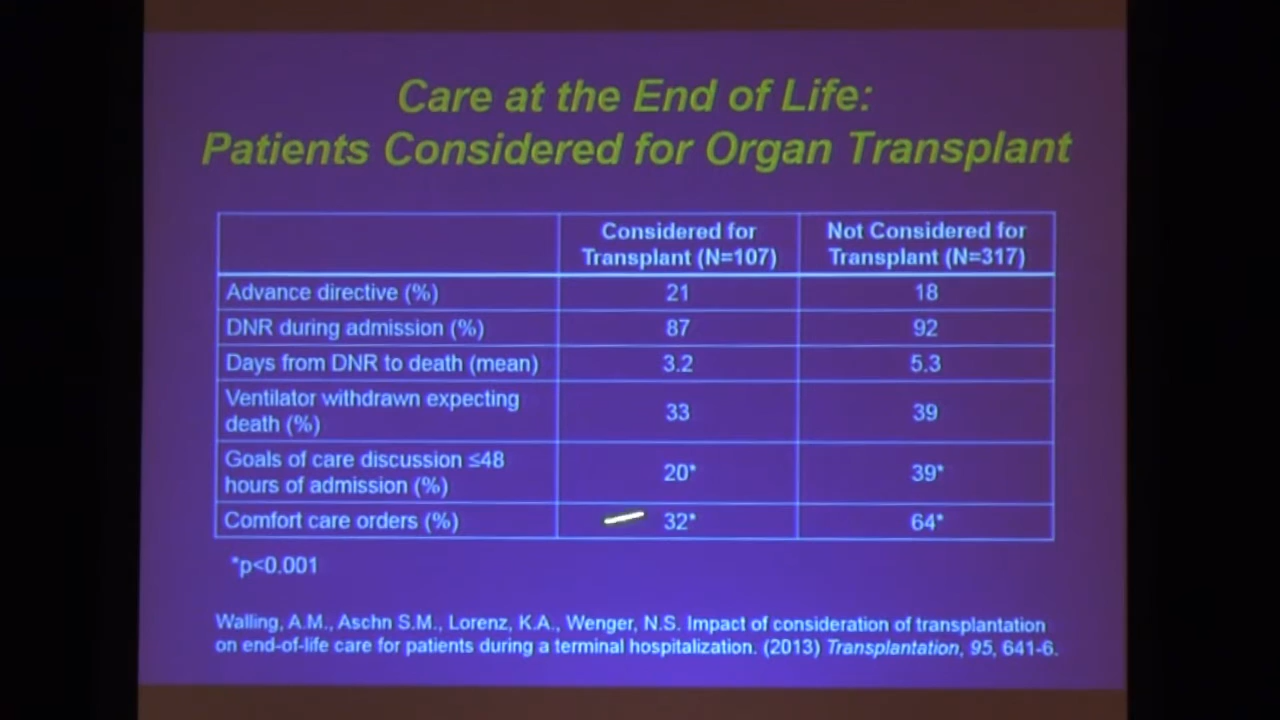 Care at the End of Life:
Patients Considered for Organ Transplant
Considered for
Transplant (N=107)
Not Considered for
Transplant (N=317)
Advance directive (%) 21 18
DNR during admission (%) 87 92
Days from DNR to death (mean) 3.2 5.3
Ventilator withdrawn expecting
death (%) 33 39
Goals of care discussion ≤48
hours of admission (%) 20* 39*
Comfort care orders (%) 32* 64*
*p<0.001
Walling, A.M., Aschn S.M., Lorenz, K.A., Wenger, N.S. Impact of consideration of transplantation
on end-of-life care for patients during a terminal hospitalization. (2013) Transplantation, 95, 641-6.